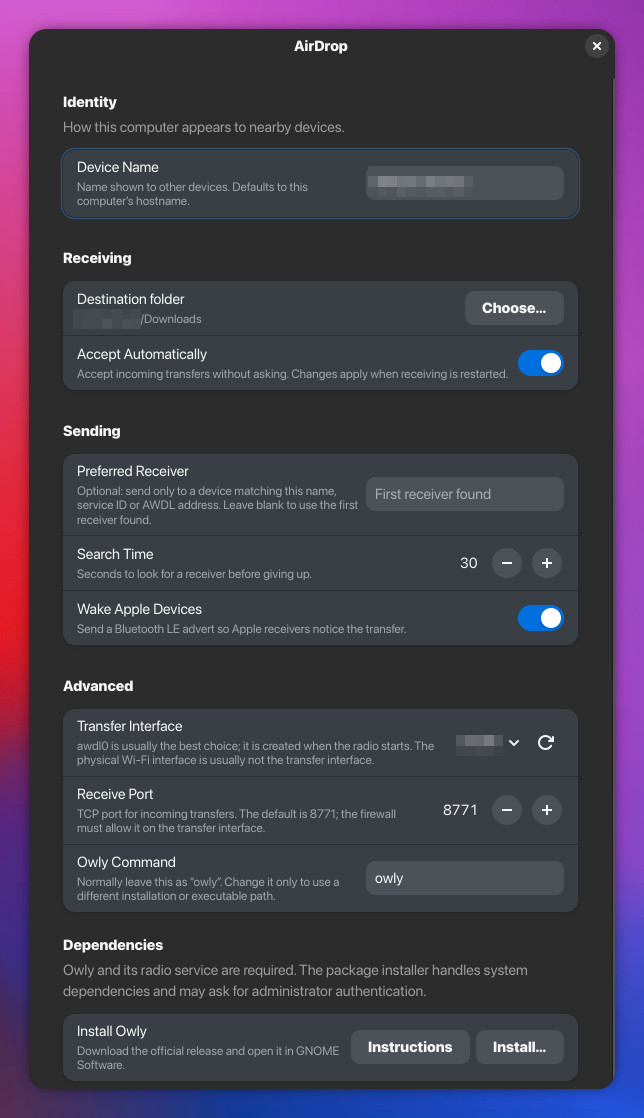 AirDrop
Identity
How this computer appears to nearby devices.
Device Name
Name shown to other devices. Defaults to this
computer's hostname.
Receiving
Destination folder
/Downloads
Choose...
Accept Automatically
Accept incoming transfers without asking. Changes apply when receiving is restarted.
Sending
Preferred Receiver
Optional: send only to a device matching this name,
service ID or AWDL address. Leave blank to use the first
receiver found.
First receiver found
Search Time
Seconds to look for a receiver before giving up.
30
Wake Apple Devices
Send a Bluetooth LE advert so Apple receivers notice the transfer.
Advanced
Transfer Interface
awdl0 is usually the best choice; it is created when the radio starts. The
physical Wi-Fi interface is usually not the transfer interface.
Receive Port
TCP port for incoming transfers. The default is 8771; the firewall
must allow it on the transfer interface.
8771
Owly Command
Normally leave this as “owly”. Change it only to use a
different installation or executable path.
owly
Dependencies
Owly and its radio service are required. The package installer handles system
dependencies and may ask for administrator authentication.
Install Owly
Download the official release and open it in GNOME
Software.
Instructions
Install...